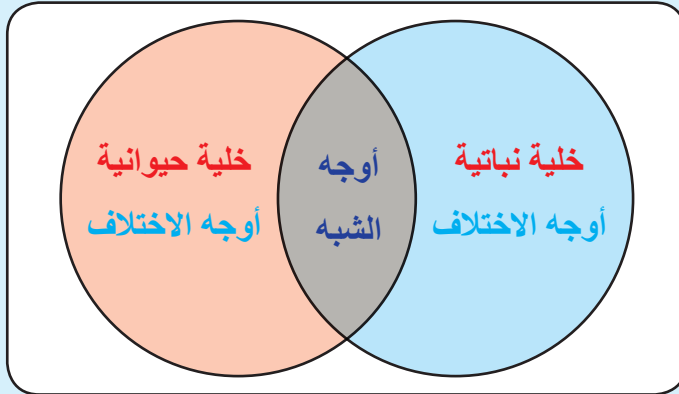 خلية نباتية
أوجه الاختلاف
أوجه
الشبه
خلية حيوانية
أوجه الاختلاف